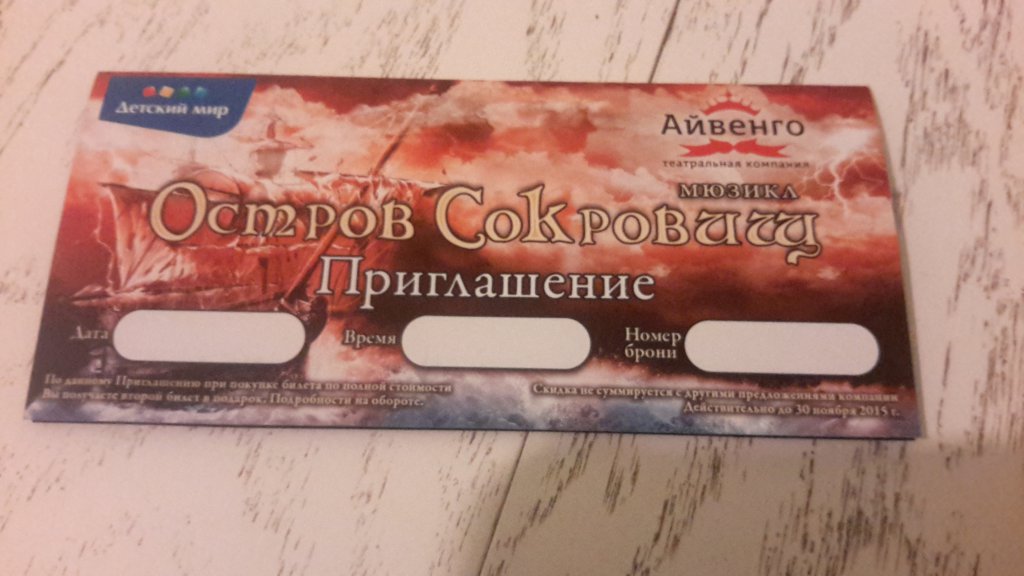 Детский мир
Айвенго
театральная компания
мюзикл
Остров Сокровищ
Приглашение
Дата
Время
Номер
брони
По данному Приглашению при покупке билета по полной стоимости
Вы получаете второй билет в подарок. Подробности на обороте.
Скидка не суммируется с другими предложениями компании
Действительно до 30 ноября 2015 г.